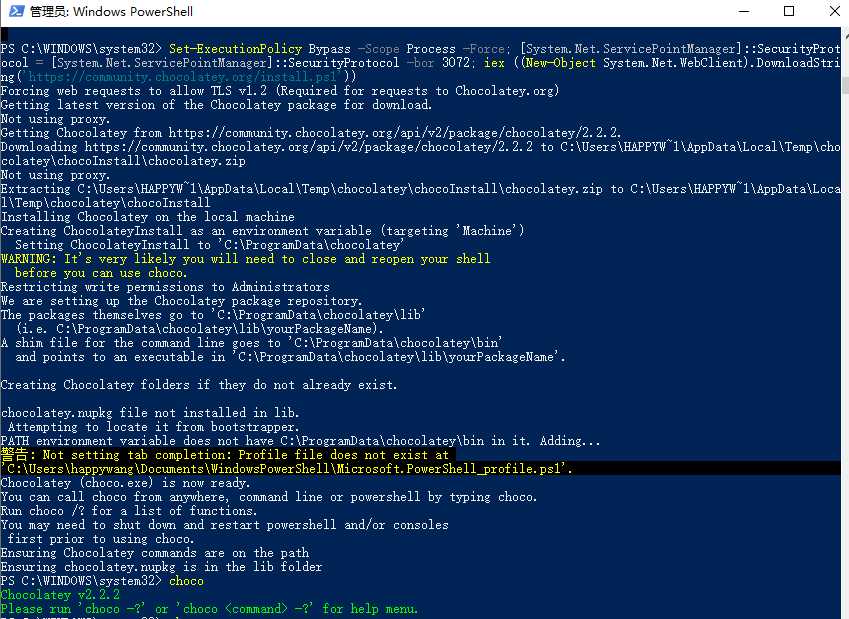 管理员: Windows PowerShell
PS C:\WINDOWS\system32> Set-ExecutionPolicy Bypass -Scope Process -Force; [System.Net.ServicePointManager]::SecurityProt
ocol = [System.Net.ServicePointManager]::SecurityProtocol -bor 3072; iex ((New-Object System.Net.WebClient).DownloadStri
ng('https://community.chocolatey.org/install.ps1'))
Forcing web requests to allow TLS v1.2 (Required for requests to Chocolatey.org)
Getting latest version of the Chocolatey package for download.
Not using proxy.
Getting Chocolatey from https://community.chocolatey.org/api/v2/package/chocolatey/2.2.2.
Downloading https://community.chocolatey.org/api/v2/package/chocolatey/2.2.2 to C:\Users\HAPPYW~1\AppData\Local\Temp\cho
colatey\chocoInstall\chocolatey.zip
Not using proxy.
Extracting C:\Users\HAPPYW~1\AppData\Local\Temp\chocolatey\chocoInstall\chocolatey.zip to C:\Users\HAPPYW~1\AppData\Loca
l\Temp\chocolatey\chocoInstall
Installing Chocolatey on the local machine
Creating ChocolateyInstall as an environment variable (targeting 'Machine')
  Setting ChocolateyInstall to 'C:\ProgramData\chocolatey'
WARNING: It's very likely you will need to close and reopen your shell
  before you can use choco.
Restricting write permissions to Administrators
We are setting up the Chocolatey package repository.
The packages themselves go to 'C:\ProgramData\chocolatey\lib'
  (i.e. C:\ProgramData\chocolatey\lib\yourPackageName).
A shim file for the command line goes to 'C:\ProgramData\chocolatey\bin'
  and points to an executable in 'C:\ProgramData\chocolatey\lib\yourPackageName'.
Creating Chocolatey folders if they do not already exist.
chocolatey.nupkg file not installed in lib.
 Attempting to locate it from bootstrapper.
PATH environment variable does not have C:\ProgramData\chocolatey\bin in it. Adding...
警告: Not setting tab completion: Profile file does not exist at
'C:\Users\happywang\Documents\WindowsPowerShell\Microsoft.PowerShell_profile.ps1'.
Chocolatey (choco.exe) is now ready.
You can call choco from anywhere, command line or powershell by typing choco.
Run choco /? for a list of functions.
You may need to shut down and restart powershell and/or consoles
 first prior to using choco.
Ensuring Chocolatey commands are on the path
Ensuring chocolatey.nupkg is in the lib folder
PS C:\WINDOWS\system32> choco
Chocolatey v2.2.2
Please run 'choco -?' or 'choco <command> -?' for help menu.